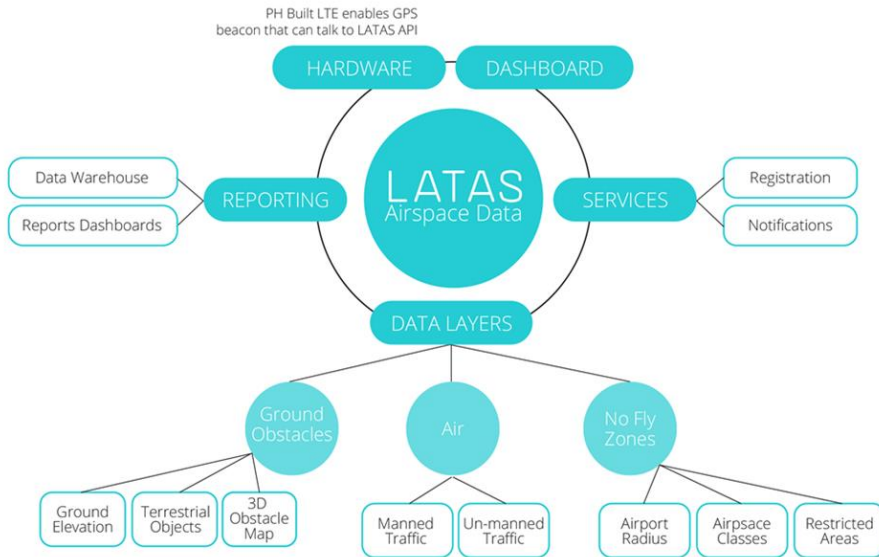 PH Built LTE enables GPS
beacon that can talk to LATAS API
HARDWARE
DASHBOARD
Data Warehouse
Reports Dashboards
REPORTING
LATAS
Airspace Data
SERVICES
Registration
Notifications
DATA LAYERS
Ground
Obstacles
Air
No Fly
Zones
Ground
Elevation
Terrestrial
Objects
3D
Obstacle
Map
Manned
Traffic
Un-manned
Traffic
Airport
Radius
Airpsace
Classes
Restricted
Areas